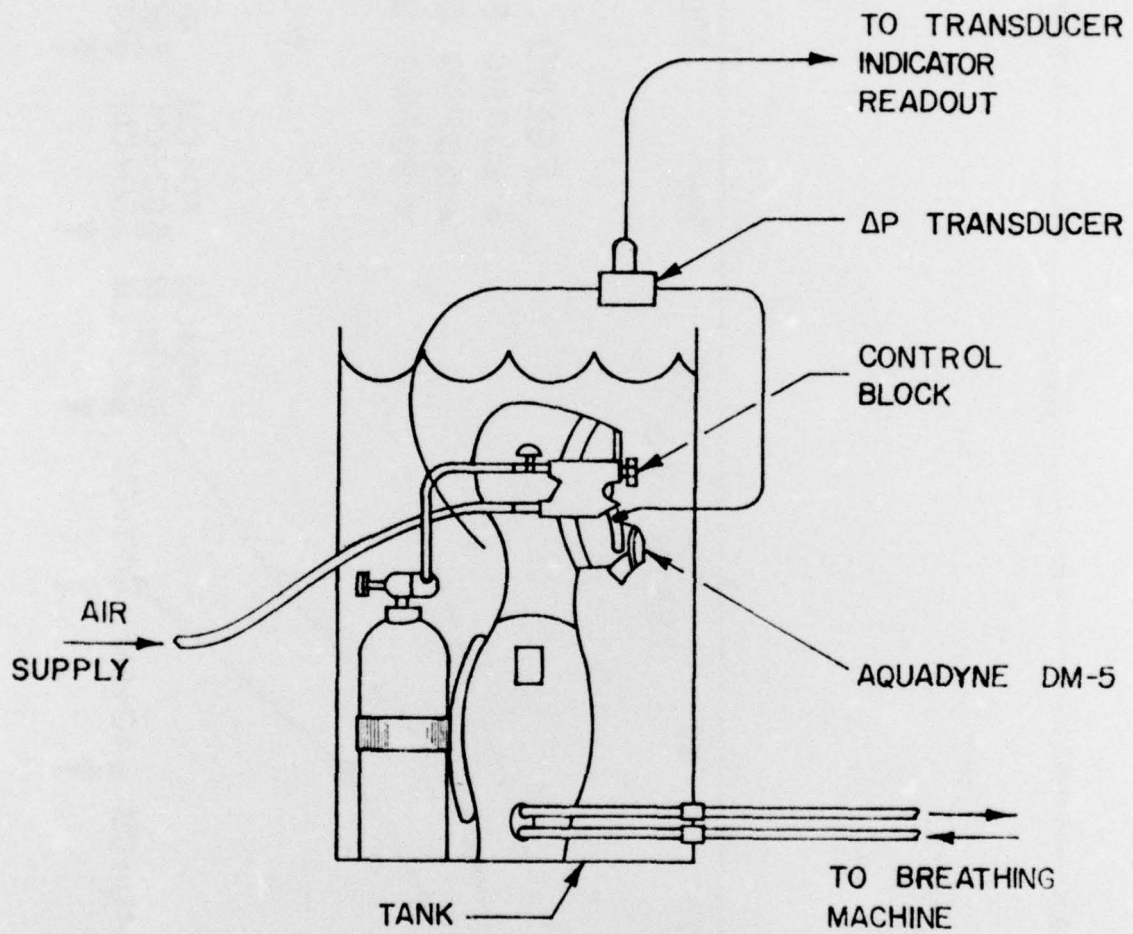 TO TRANSDUCER
INDICATOR
READOUT
ΔP TRANSDUCER
CONTROL
BLOCK
AIR
SUPPLY
AQUADYNE DM-5
TO BREATHING
MACHINE
TANK